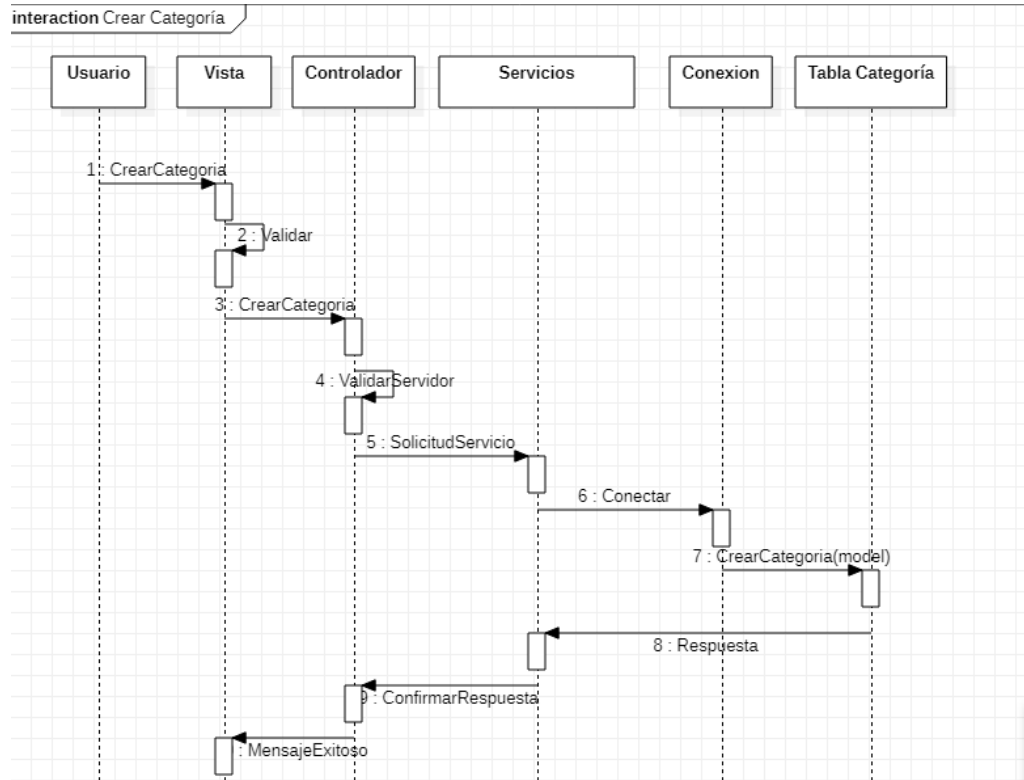 interaction Crear Categoría
Usuario
Vista
Controlador
Servicios
Conexion
Tabla Categoría
1 : CrearCategoria
2 : Validar
3 : CrearCategoria
4 : ValidarServidor
5 : SolicitudServicio
6 : Conectar
7 : CrearCategoria(model)
8 : Respuesta
9 : ConfirmarRespuesta
: MensajeExitoso